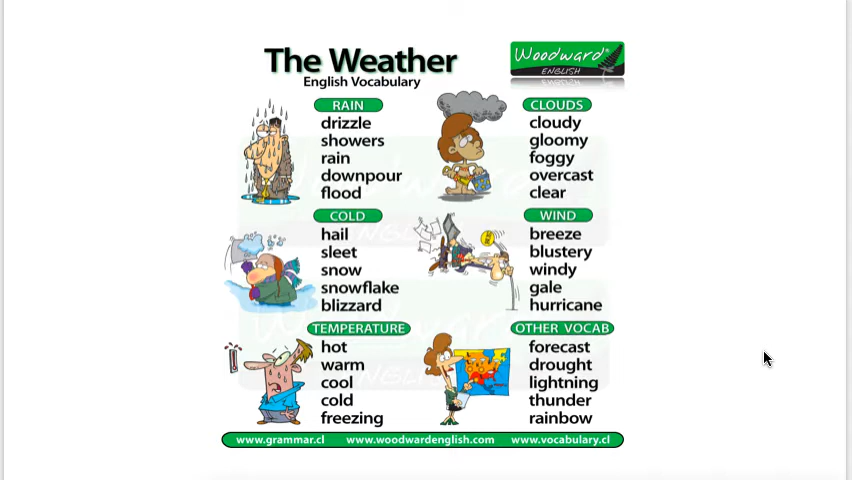 The Weather
English Vocabulary
Woodward®
ENGLISH
RAIN
drizzle
showers
rain
downpour
flood
CLOUDS
cloudy
gloomy
foggy
overcast
clear
COLD
hail
sleet
snow
snowflake
blizzard
WIND
breeze
blustery
windy
gale
hurricane
TEMPERATURE
hot
warm
cool
cold
freezing
OTHER VOCAB
forecast
drought
lightning
thunder
rainbow
www.grammar.cl www.woodwardenglish.com www.vocabulary.cl